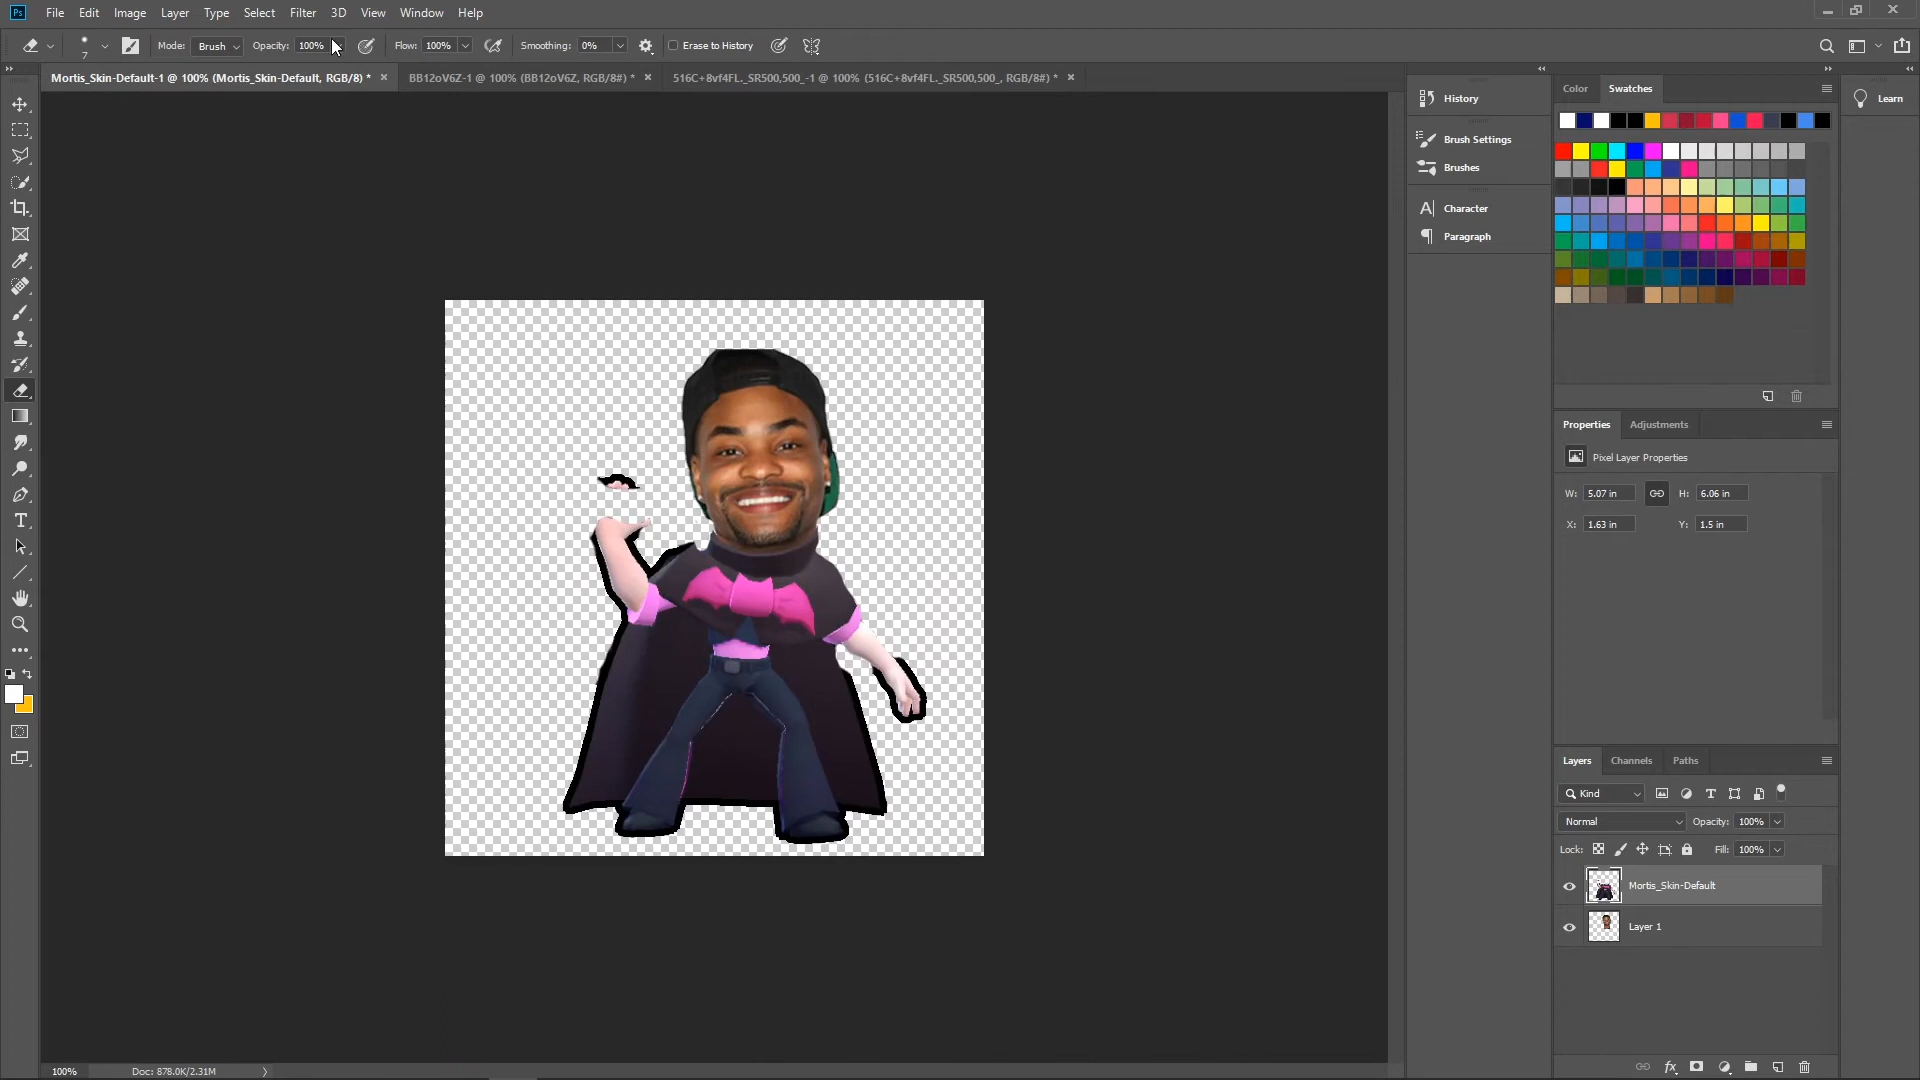 Ps File Edit Image Layer Type Select Filter 3D View Window Help
7 Mode: Brush Opacity: 100% Flow: 100% Smoothing: 0% Erase to History
Mortis_Skin-Default-1 @ 100% (Mortis_Skin-Default, RGB/8) * × BB12oV6Z-1 @ 100% (BB12oV6Z, RGB/8#) * × 516C+8vf4FL._SR500,500_-1 @ 100% (516C+8vf4FL._SR500,500_, RGB/8#) * ×
History
Brush Settings
Brushes
Character
Paragraph
Color Swatches
Learn
Properties Adjustments
Pixel Layer Properties
W: 5.07 in H: 6.06 in
X: 1.63 in Y: 1.5 in
Layers Channels Paths
Kind
Normal Opacity: 100%
Lock: Fill: 100%
Mortis_Skin-Default
Layer 1
fx
100% Doc: 878.0K/2.31M